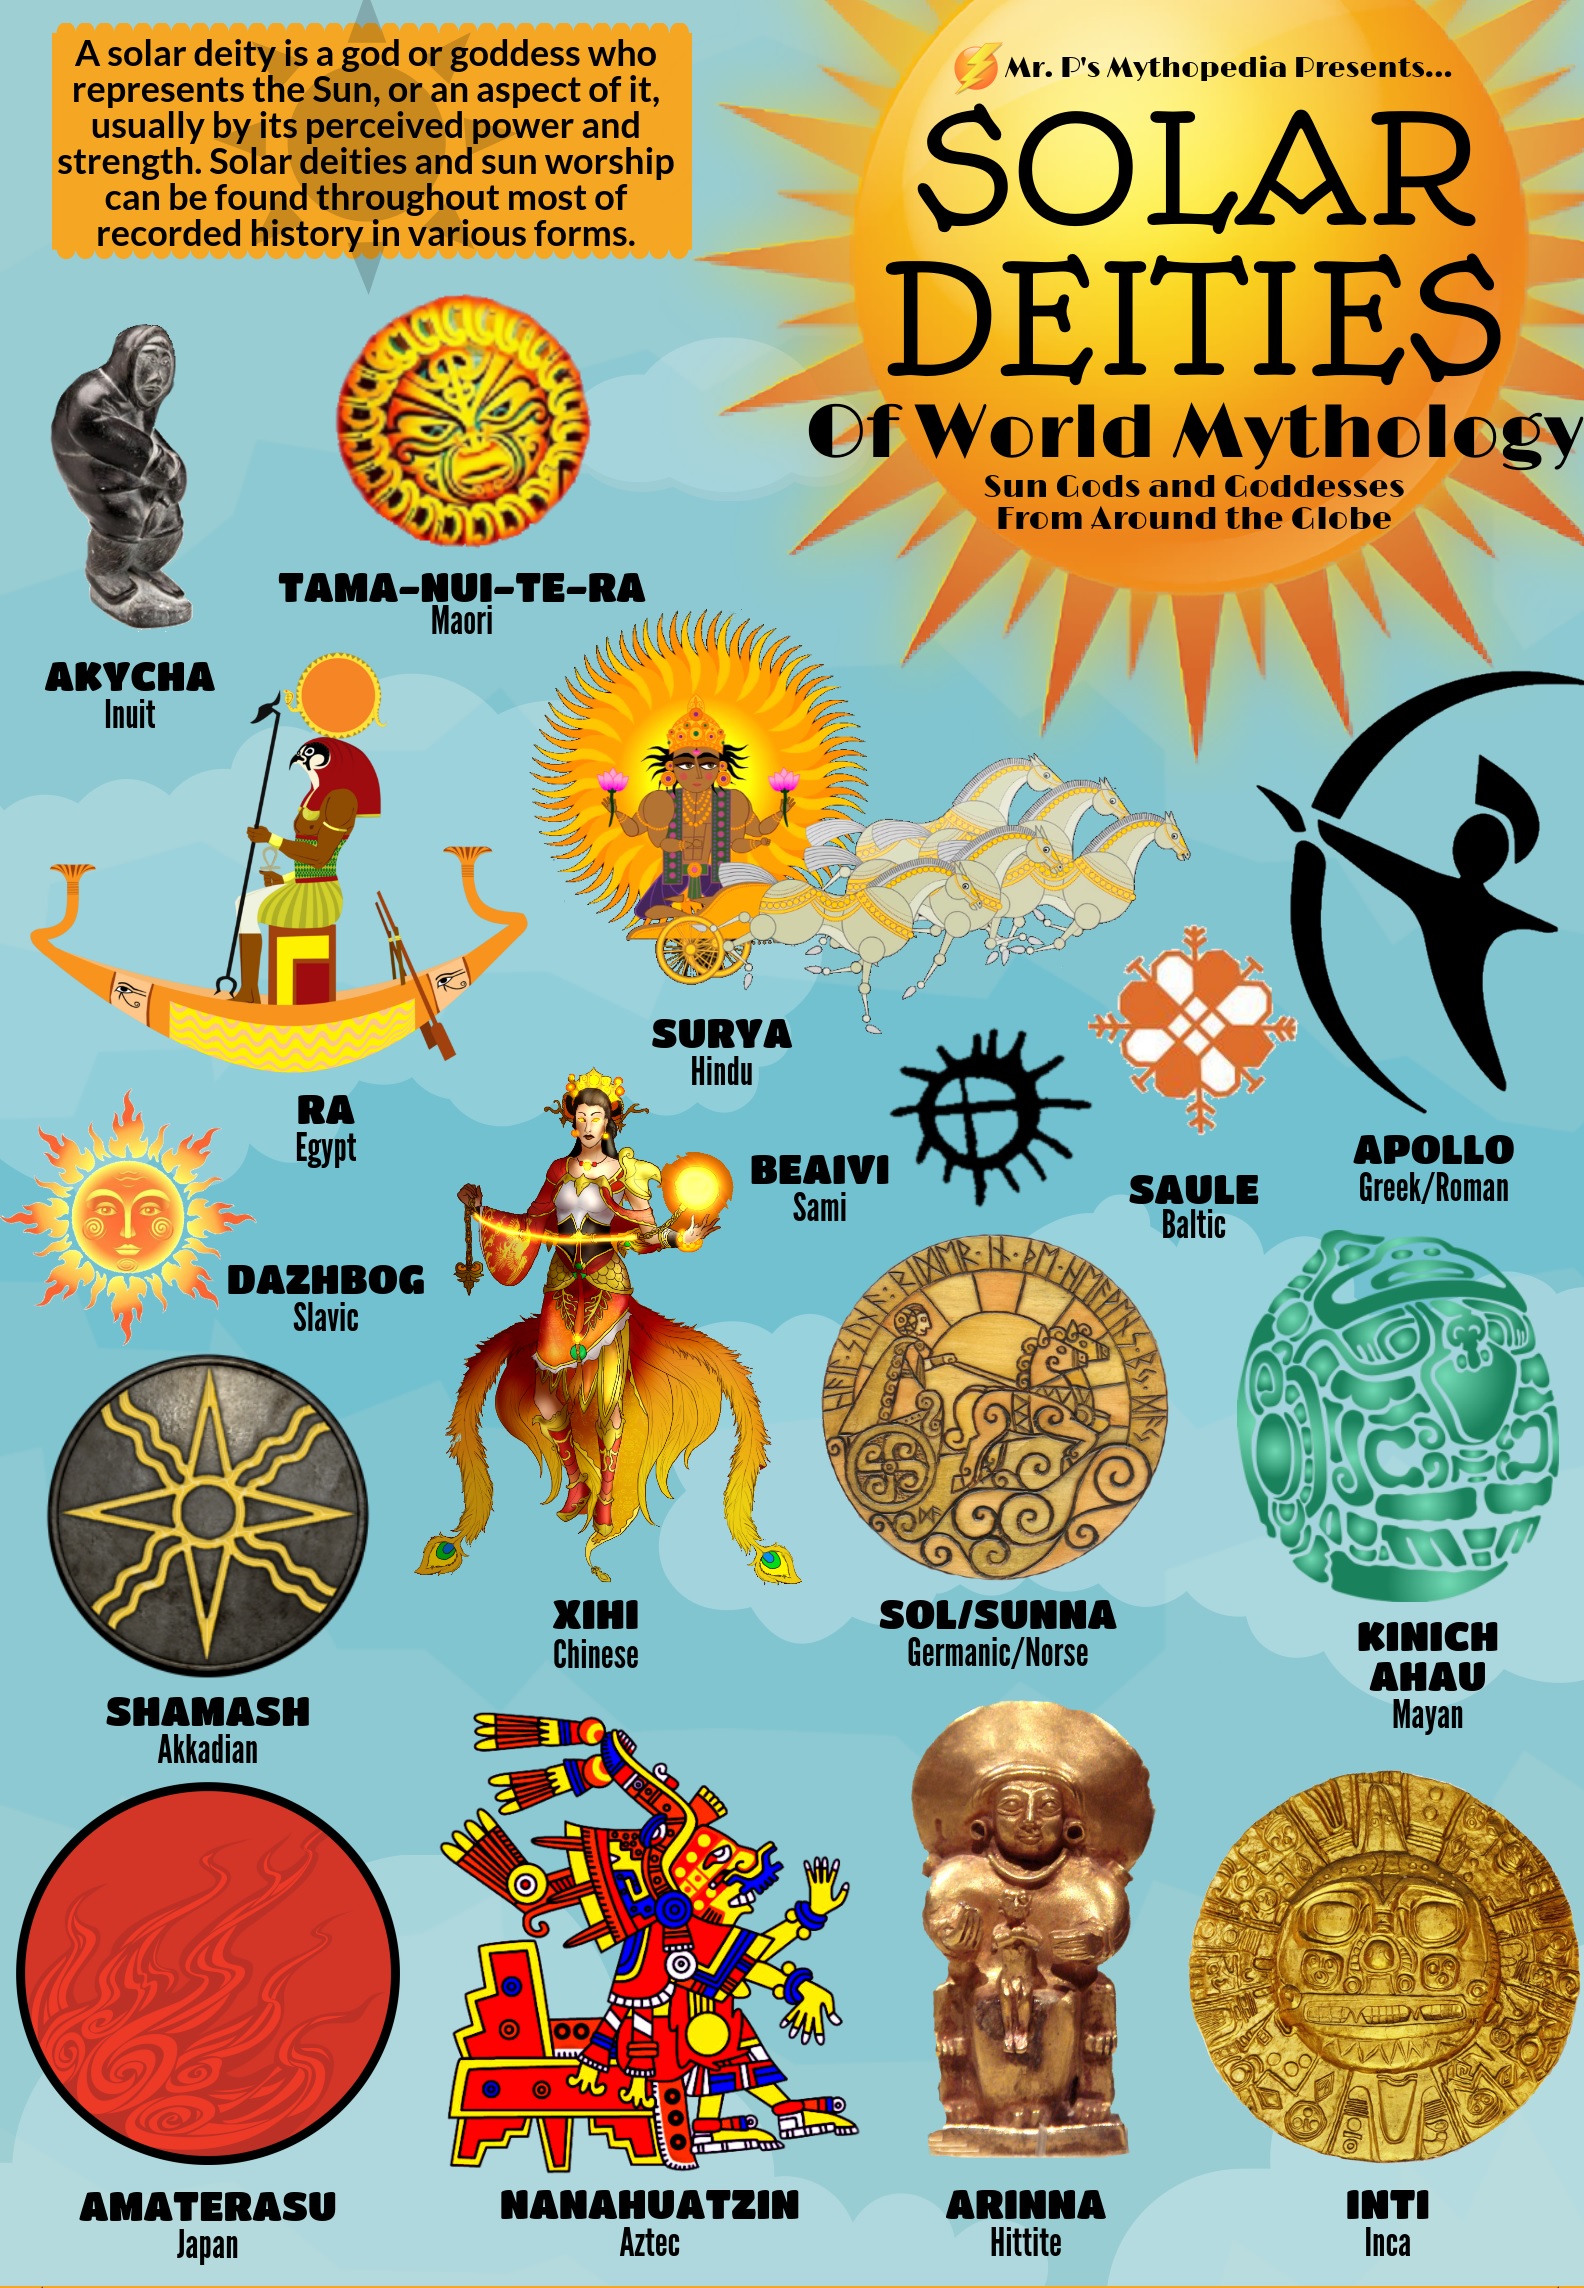 A solar deity is a god or goddess who
represents the Sun, or an aspect of it,
usually by its perceived power and
strength. Solar deities and sun worship
can be found throughout most of
recorded history in various forms.
Mr. P's Mythopedia Presents...
SOLAR
DEITIES
Of World Mythology
Sun Gods and Goddesses
From Around the Globe
TAMA-NUI-TE-RA
Maori
AKYCHA
Inuit
SURYA
Hindu
RA
Egypt
BEAIVI
Sami
SAULE
Baltic
APOLLO
Greek/Roman
DAZHBOG
Slavic
XIHI
Chinese
SOL/SUNNA
Germanic/Norse
KINICH
AHAU
Mayan
SHAMASH
Akkadian
AMATERASU
Japan
NANAHUATZIN
Aztec
ARINNA
Hittite
INTI
Inca